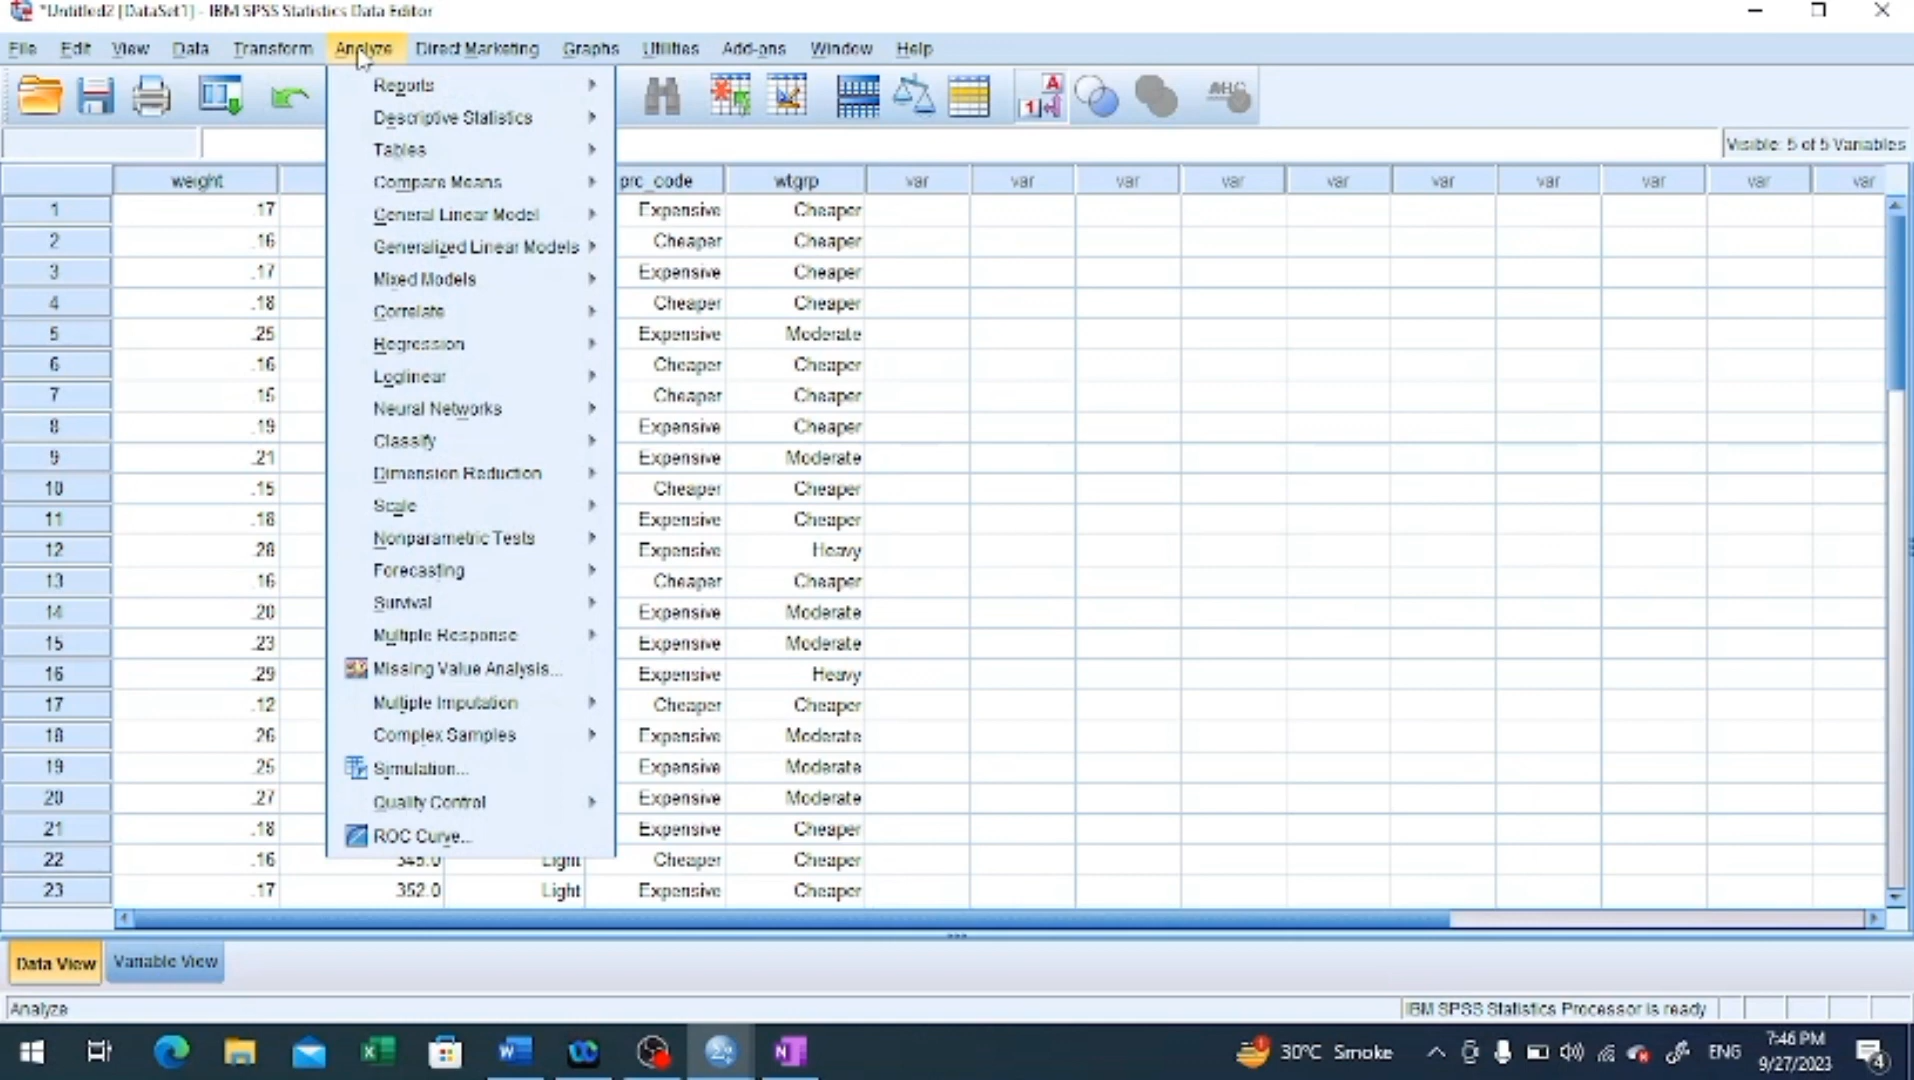 *Untitled2 [DataSet1] - IBM SPSS Statistics Data Editor
File Edit View Data Transform Analyze Direct Marketing Graphs Utilities Add-ons Window Help
Visible: 5 of 5 Variables
Reports
Descriptive Statistics
Tables
Compare Means
General Linear Model
Generalized Linear Models
Mixed Models
Correlate
Regression
Loglinear
Neural Networks
Classify
Dimension Reduction
Scale
Nonparametric Tests
Forecasting
Survival
Multiple Response
Missing Value Analysis...
Multiple Imputation
Complex Samples
Simulation...
Quality Control
ROC Curve...
weight prc_code wtgrp var var var var var var var var var var
1 .17 Expensive Cheaper
2 .16 Cheaper Cheaper
3 .17 Expensive Cheaper
4 .18 Cheaper Cheaper
5 .25 Expensive Moderate
6 .16 Cheaper Cheaper
7 .15 Cheaper Cheaper
8 .19 Expensive Cheaper
9 .21 Expensive Moderate
10 .15 Cheaper Cheaper
11 .18 Expensive Cheaper
12 .28 Expensive Heavy
13 .16 Cheaper Cheaper
14 .20 Expensive Moderate
15 .23 Expensive Moderate
16 .29 Expensive Heavy
17 .12 Cheaper Cheaper
18 .26 Expensive Moderate
19 .25 Expensive Moderate
20 .27 Expensive Moderate
21 .18 Expensive Cheaper
22 .16 345.0 Light Cheaper Cheaper
23 .17 352.0 Light Expensive Cheaper
Data View Variable View
Analyze IBM SPSS Statistics Processor is ready
30°C Smoke ENG 7:46 PM
9/27/2023 4